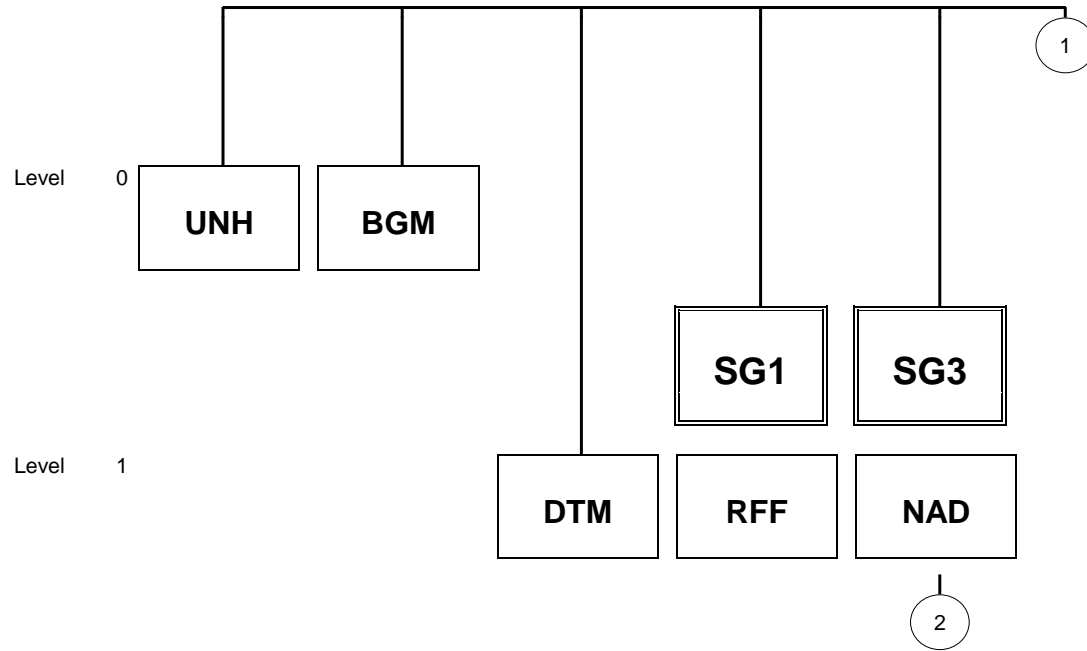 1
Level 0
UNH BGM
SG1 SG3
Level 1
DTM RFF NAD
2